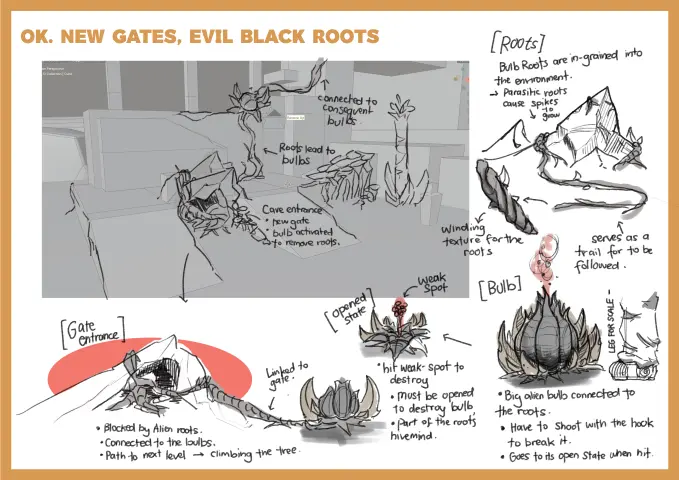 OK. NEW GATES, EVIL BLACK ROOTS
connected to
consequent
bulbs
Roots lead to
bulbs
Cave entrance
• new gate
• bulb activated
→ to remove roots.
[Roots]
Bulb Roots are in-grained into
the environment.
→ Parasitic roots
cause spikes
to
grow
Winding
texture for the
roots
serves as a
trail for to be
followed.
[Gate
entrance]
• Blocked by Alien roots.
• Connected to the bulbs.
• Path to next level → climbing the tree.
Linked to
gate.
[opened
state]
weak
spot
• hit weak-spot to
destroy
• must be opened
to destroy bulb,
• part of the roots
hivemind.
[Bulb]
LEG FOR SCALE -
• Big alien bulb connected to
the roots.
• Have to shoot with the hook
to break it.
• Goes to its open state when hit.